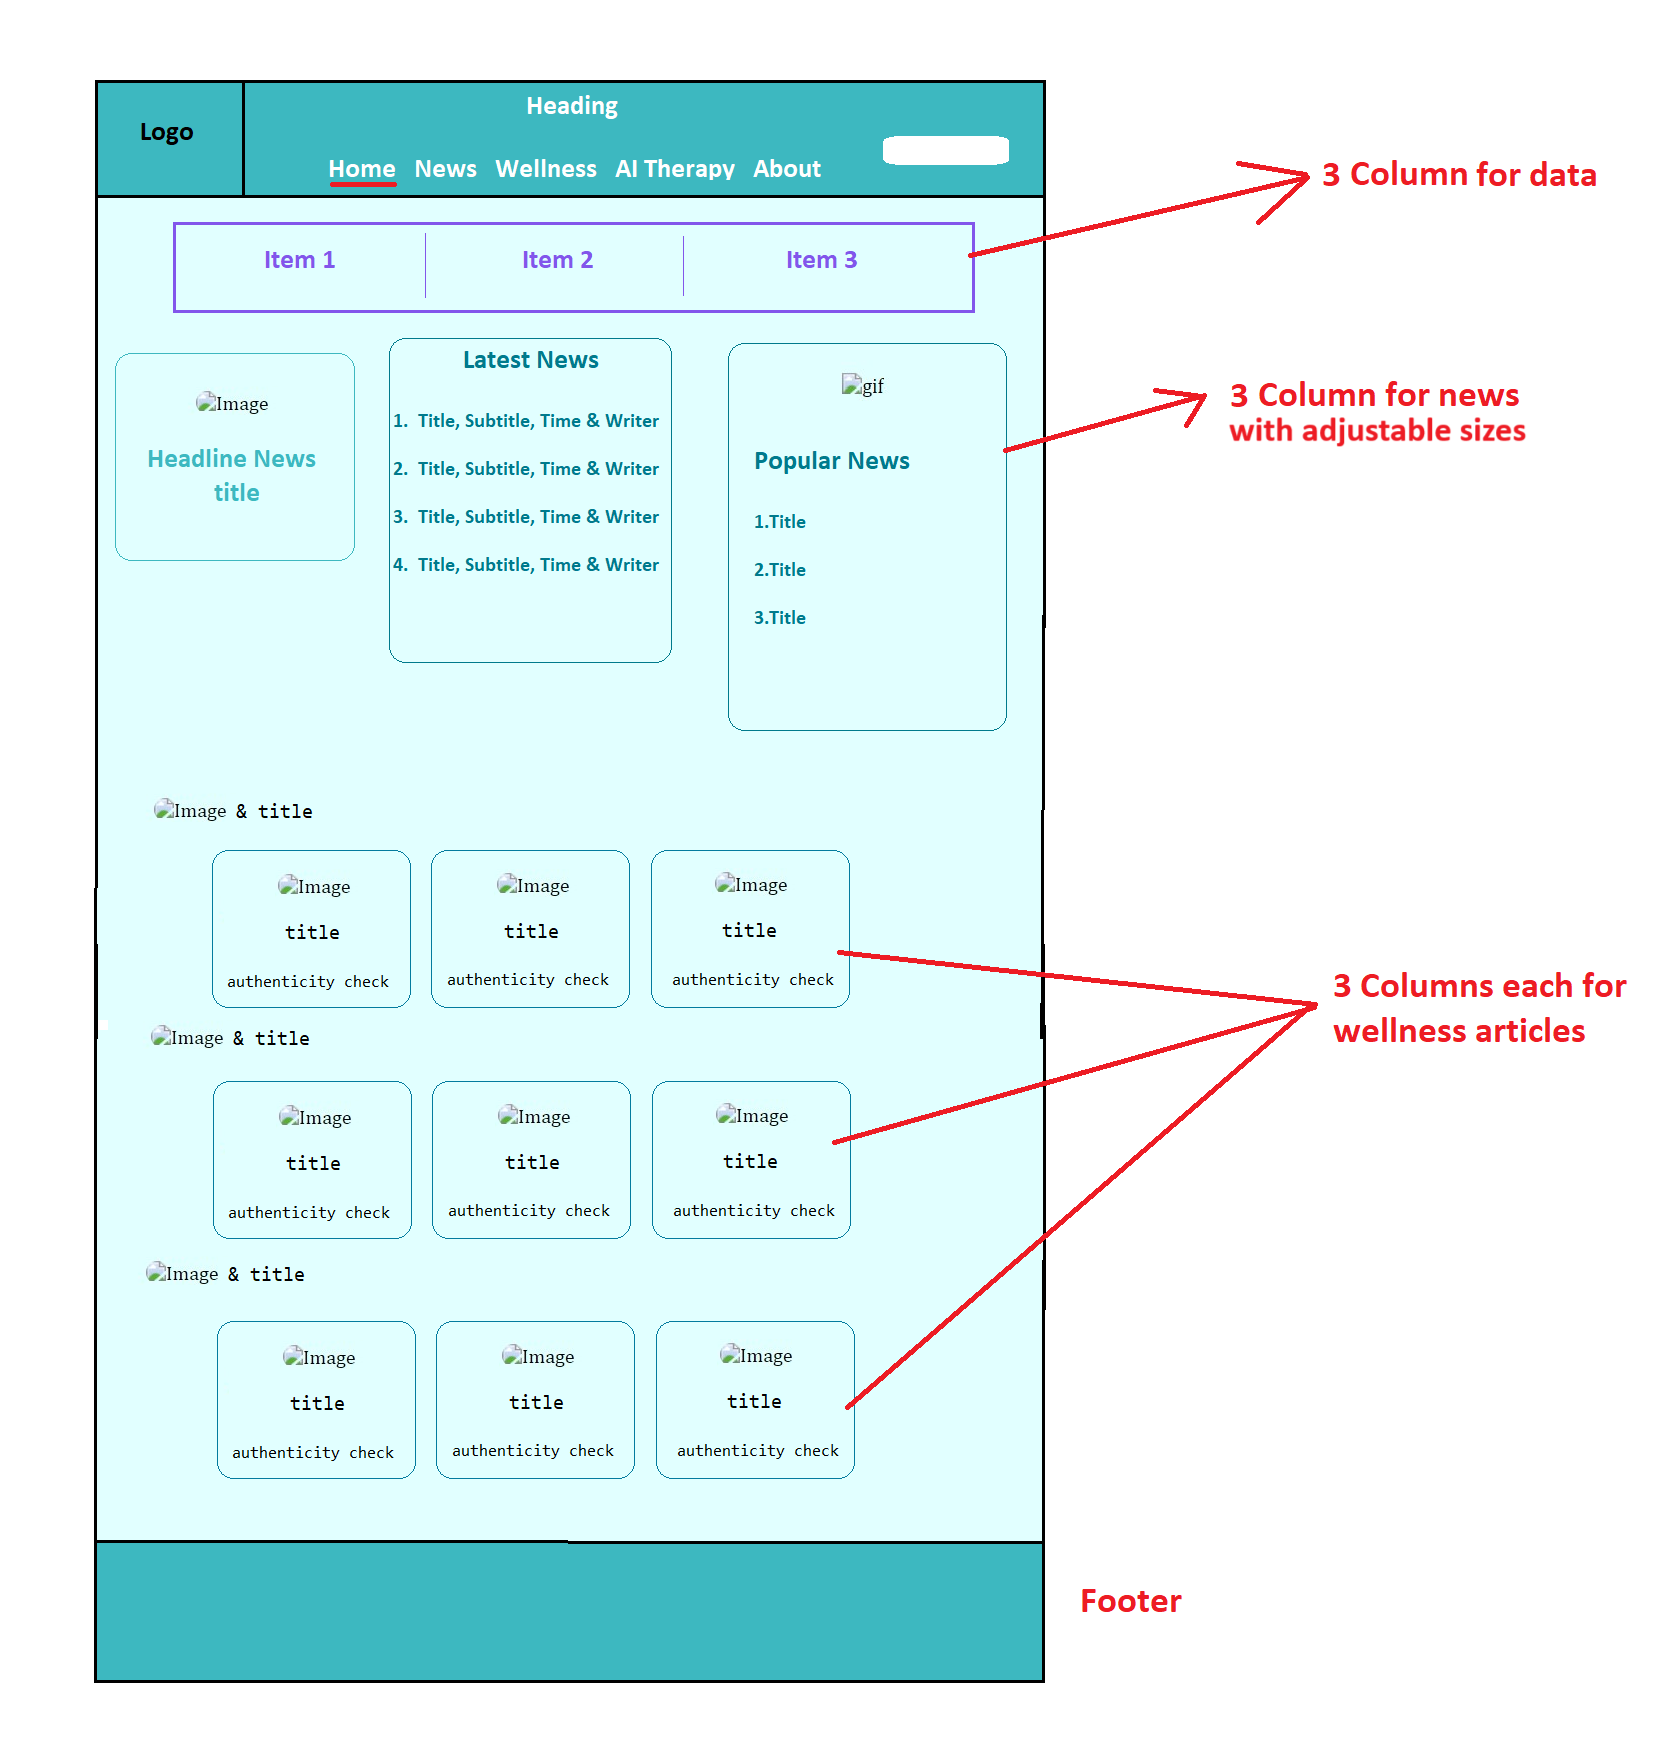 Logo
Heading
Home News Wellness AI Therapy About
3 Column for data
Item 1 Item 2 Item 3
Image
Headline News
title
Latest News
1. Title, Subtitle, Time & Writer
2. Title, Subtitle, Time & Writer
3. Title, Subtitle, Time & Writer
4. Title, Subtitle, Time & Writer
gif
Popular News
1.Title
2.Title
3.Title
3 Column for news
with adjustable sizes
Image & title
Image Image Image
title title title
authenticity check authenticity check authenticity check
Image & title
Image Image Image
title title title
authenticity check authenticity check authenticity check
Image & title
Image Image Image
title title title
authenticity check authenticity check authenticity check
3 Columns each for
wellness articles
Footer